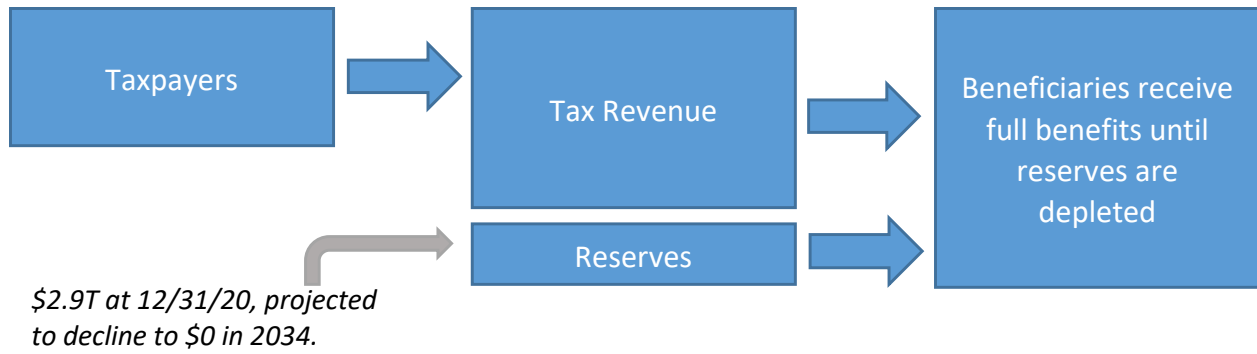 Taxpayers
Tax Revenue
Beneficiaries receive
full benefits until
reserves are
depleted
Reserves
$2.9T at 12/31/20, projected
to decline to $0 in 2034.